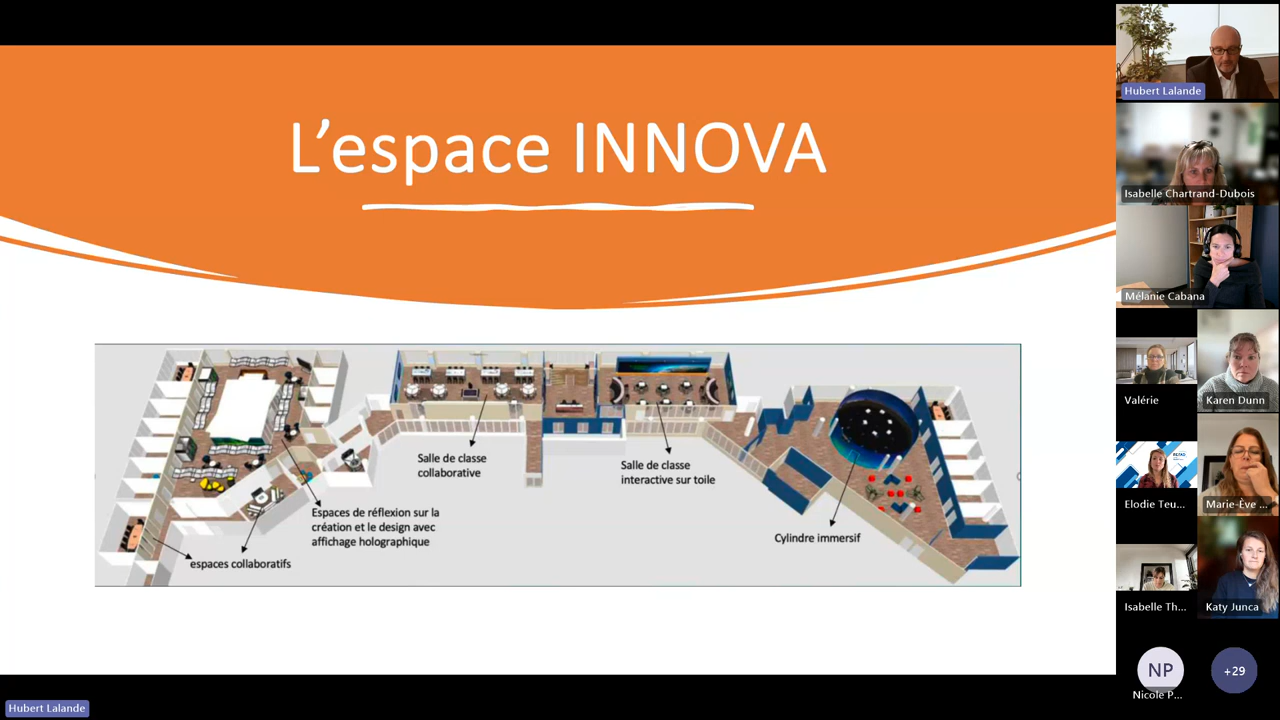 L'espace INNOVA
Salle de classe
collaborative
Salle de classe
interactive sur toile
Espaces de réflexion sur la
création et le design avec
affichage holographique
espaces collaboratifs
Cylindre immersif
Hubert Lalande
Hubert Lalande
Isabelle Chartrand-Dubois
Mélanie Cabana
Valérie
Karen Dunn
Elodie Teu...
Marie-Ève ...
Isabelle Th...
Katy Junca
NP
Nicole P...
+29